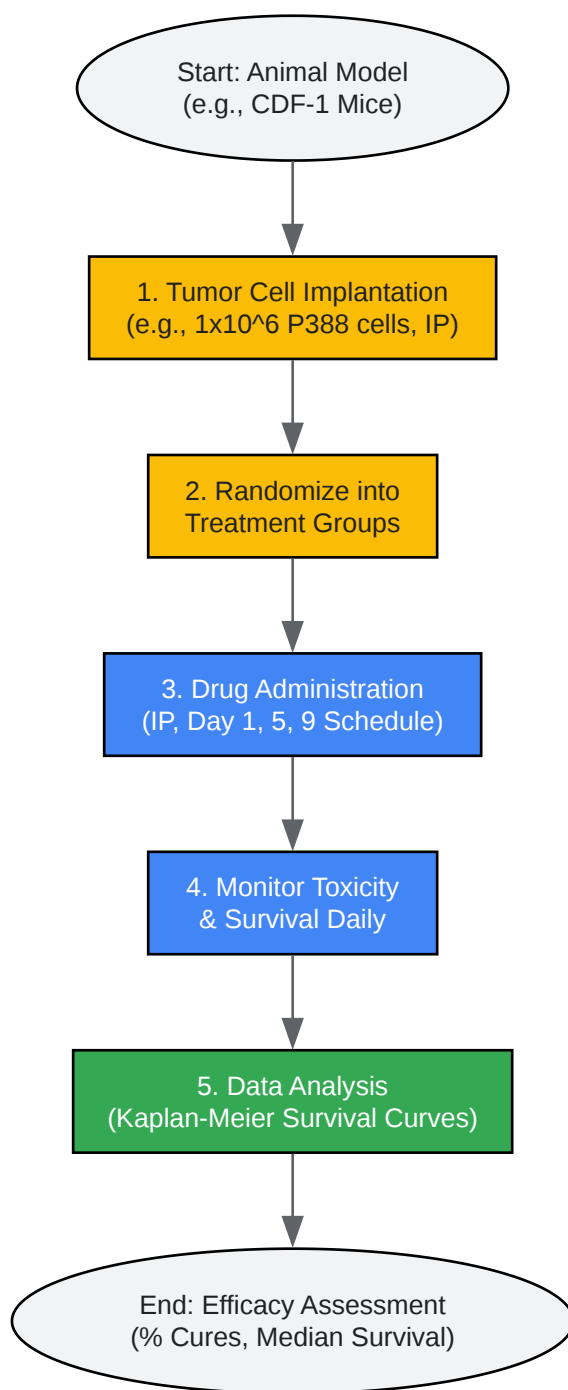 Start: Animal Model
(e.g., CDF-1 Mice)
1. Tumor Cell Implantation
(e.g., 1x10^6 P388 cells, IP)
2. Randomize into
Treatment Groups
3. Drug Administration
(IP, Day 1, 5, 9 Schedule)
4. Monitor Toxicity
& Survival Daily
5. Data Analysis
(Kaplan-Meier Survival Curves)
End: Efficacy Assessment
(% Cures, Median Survival)